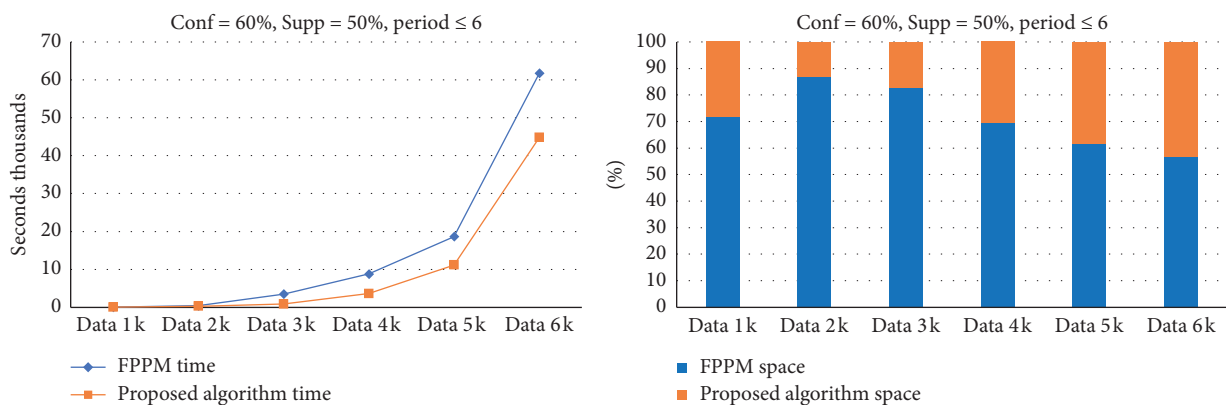 Conf = 60%, Supp = 50%, period ≤ 6
70
60
50
40
30
20
10
0
Seconds thousands
Data 1k Data 2k Data 3k Data 4k Data 5k Data 6k
FPPM time
Proposed algorithm time
Conf = 60%, Supp = 50%, period ≤ 6
100
90
80
70
60
50
40
30
20
10
0
(%)
Data 1k Data 2k Data 3k Data 4k Data 5k Data 6k
FPPM space
Proposed algorithm space